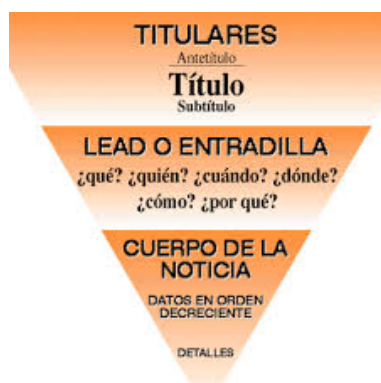 TITULARES
Antetítulo
Título
Subtítulo
LEAD O ENTRADILLA
¿qué? ¿quién? ¿cuándo? ¿dónde?
¿cómo? ¿por qué?
CUERPO DE LA
NOTICIA
DATOS EN ORDEN
DECRECIENTE
DETALLES